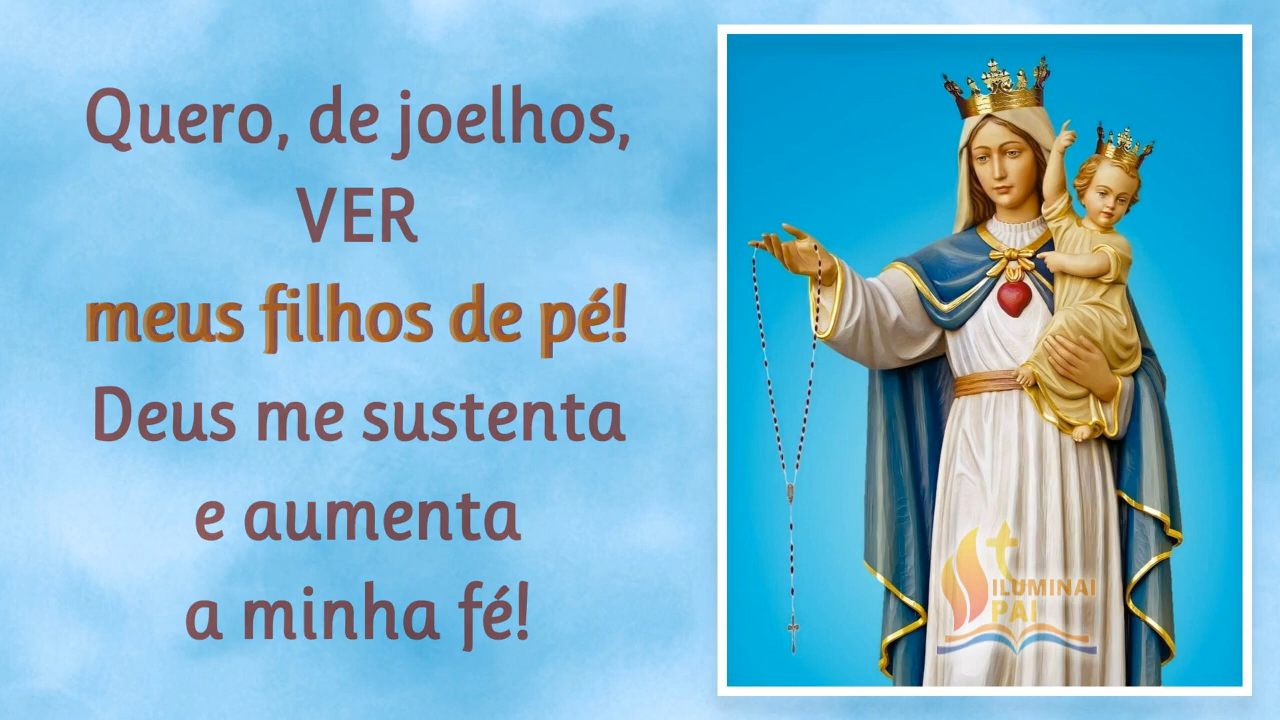 Quero, de joelhos,
VER
meus filhos de pé!
Deus me sustenta
e aumenta
a minha fé!
ILUMINAI
PAI